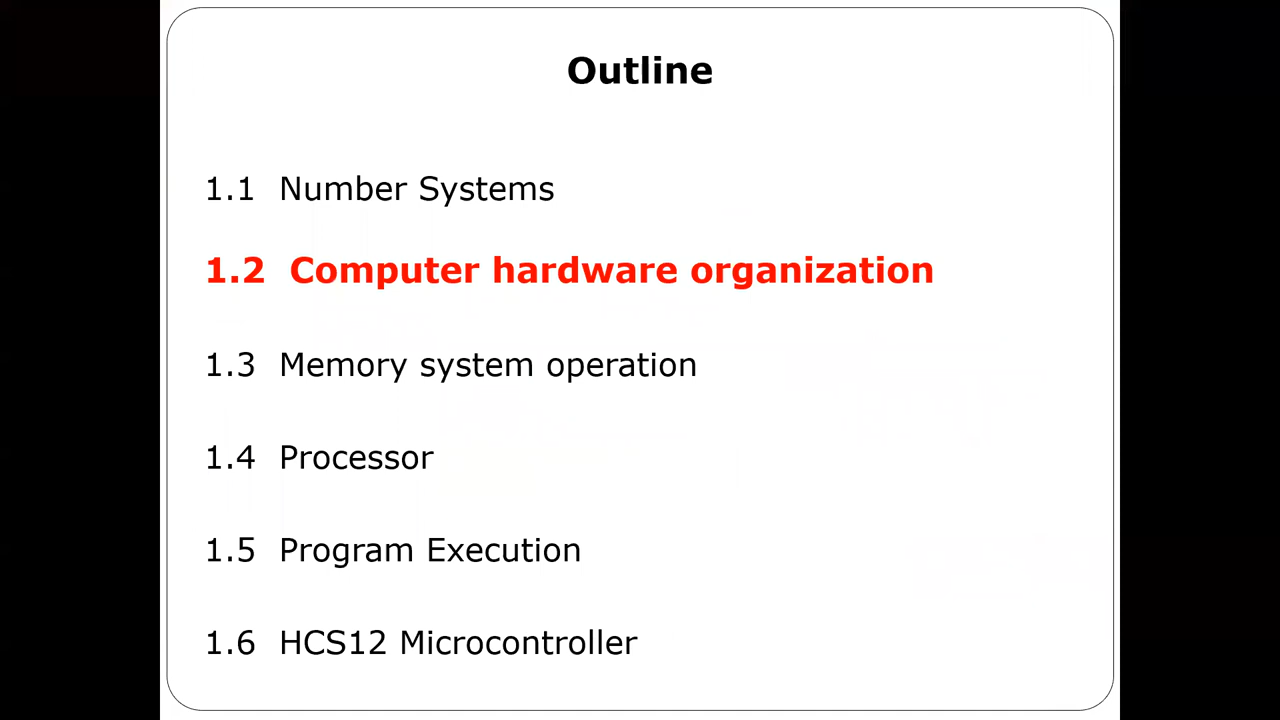 Outline
1.1 Number Systems
1.2 Computer hardware organization
1.3 Memory system operation
1.4 Processor
1.5 Program Execution
1.6 HCS12 Microcontroller